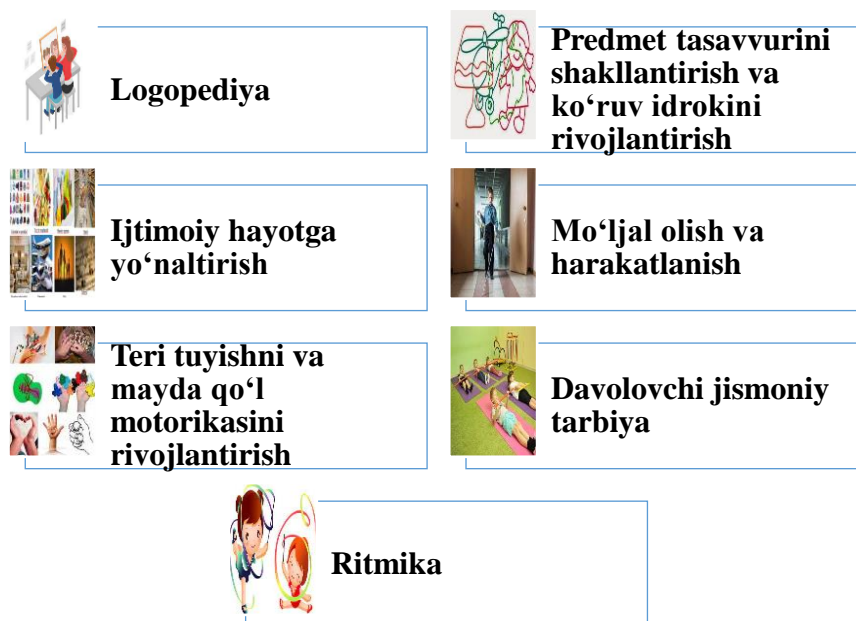 Logopediya
Predmet tasavvurini
shakllantirish va
ko‘ruv idrokini
rivojlantirish
Ijtimoiy hayotga
yo‘naltirish
Mo‘ljal olish va
harakatlanish
Teri tuyishni va
mayda qo‘l
motorikasini
rivojlantirish
Davolovchi jismoniy
tarbiya
Ritmika